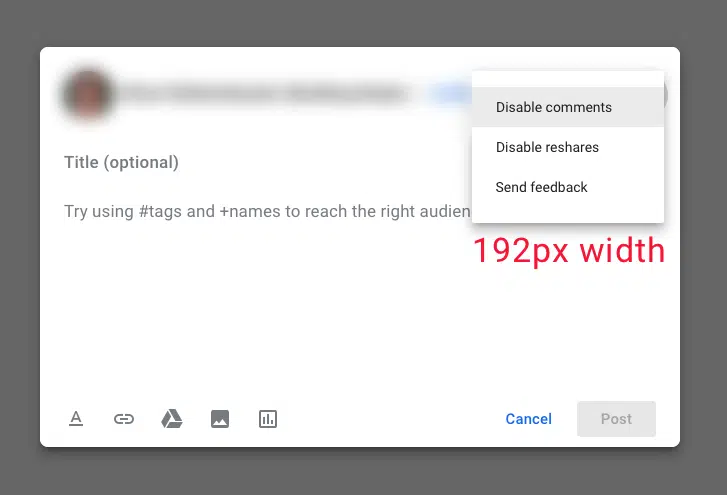 Disable comments
Title (optional)
Disable reshares
Send feedback
Try using #tags and +names to reach the right audien
192px width
A
Cancel
Post